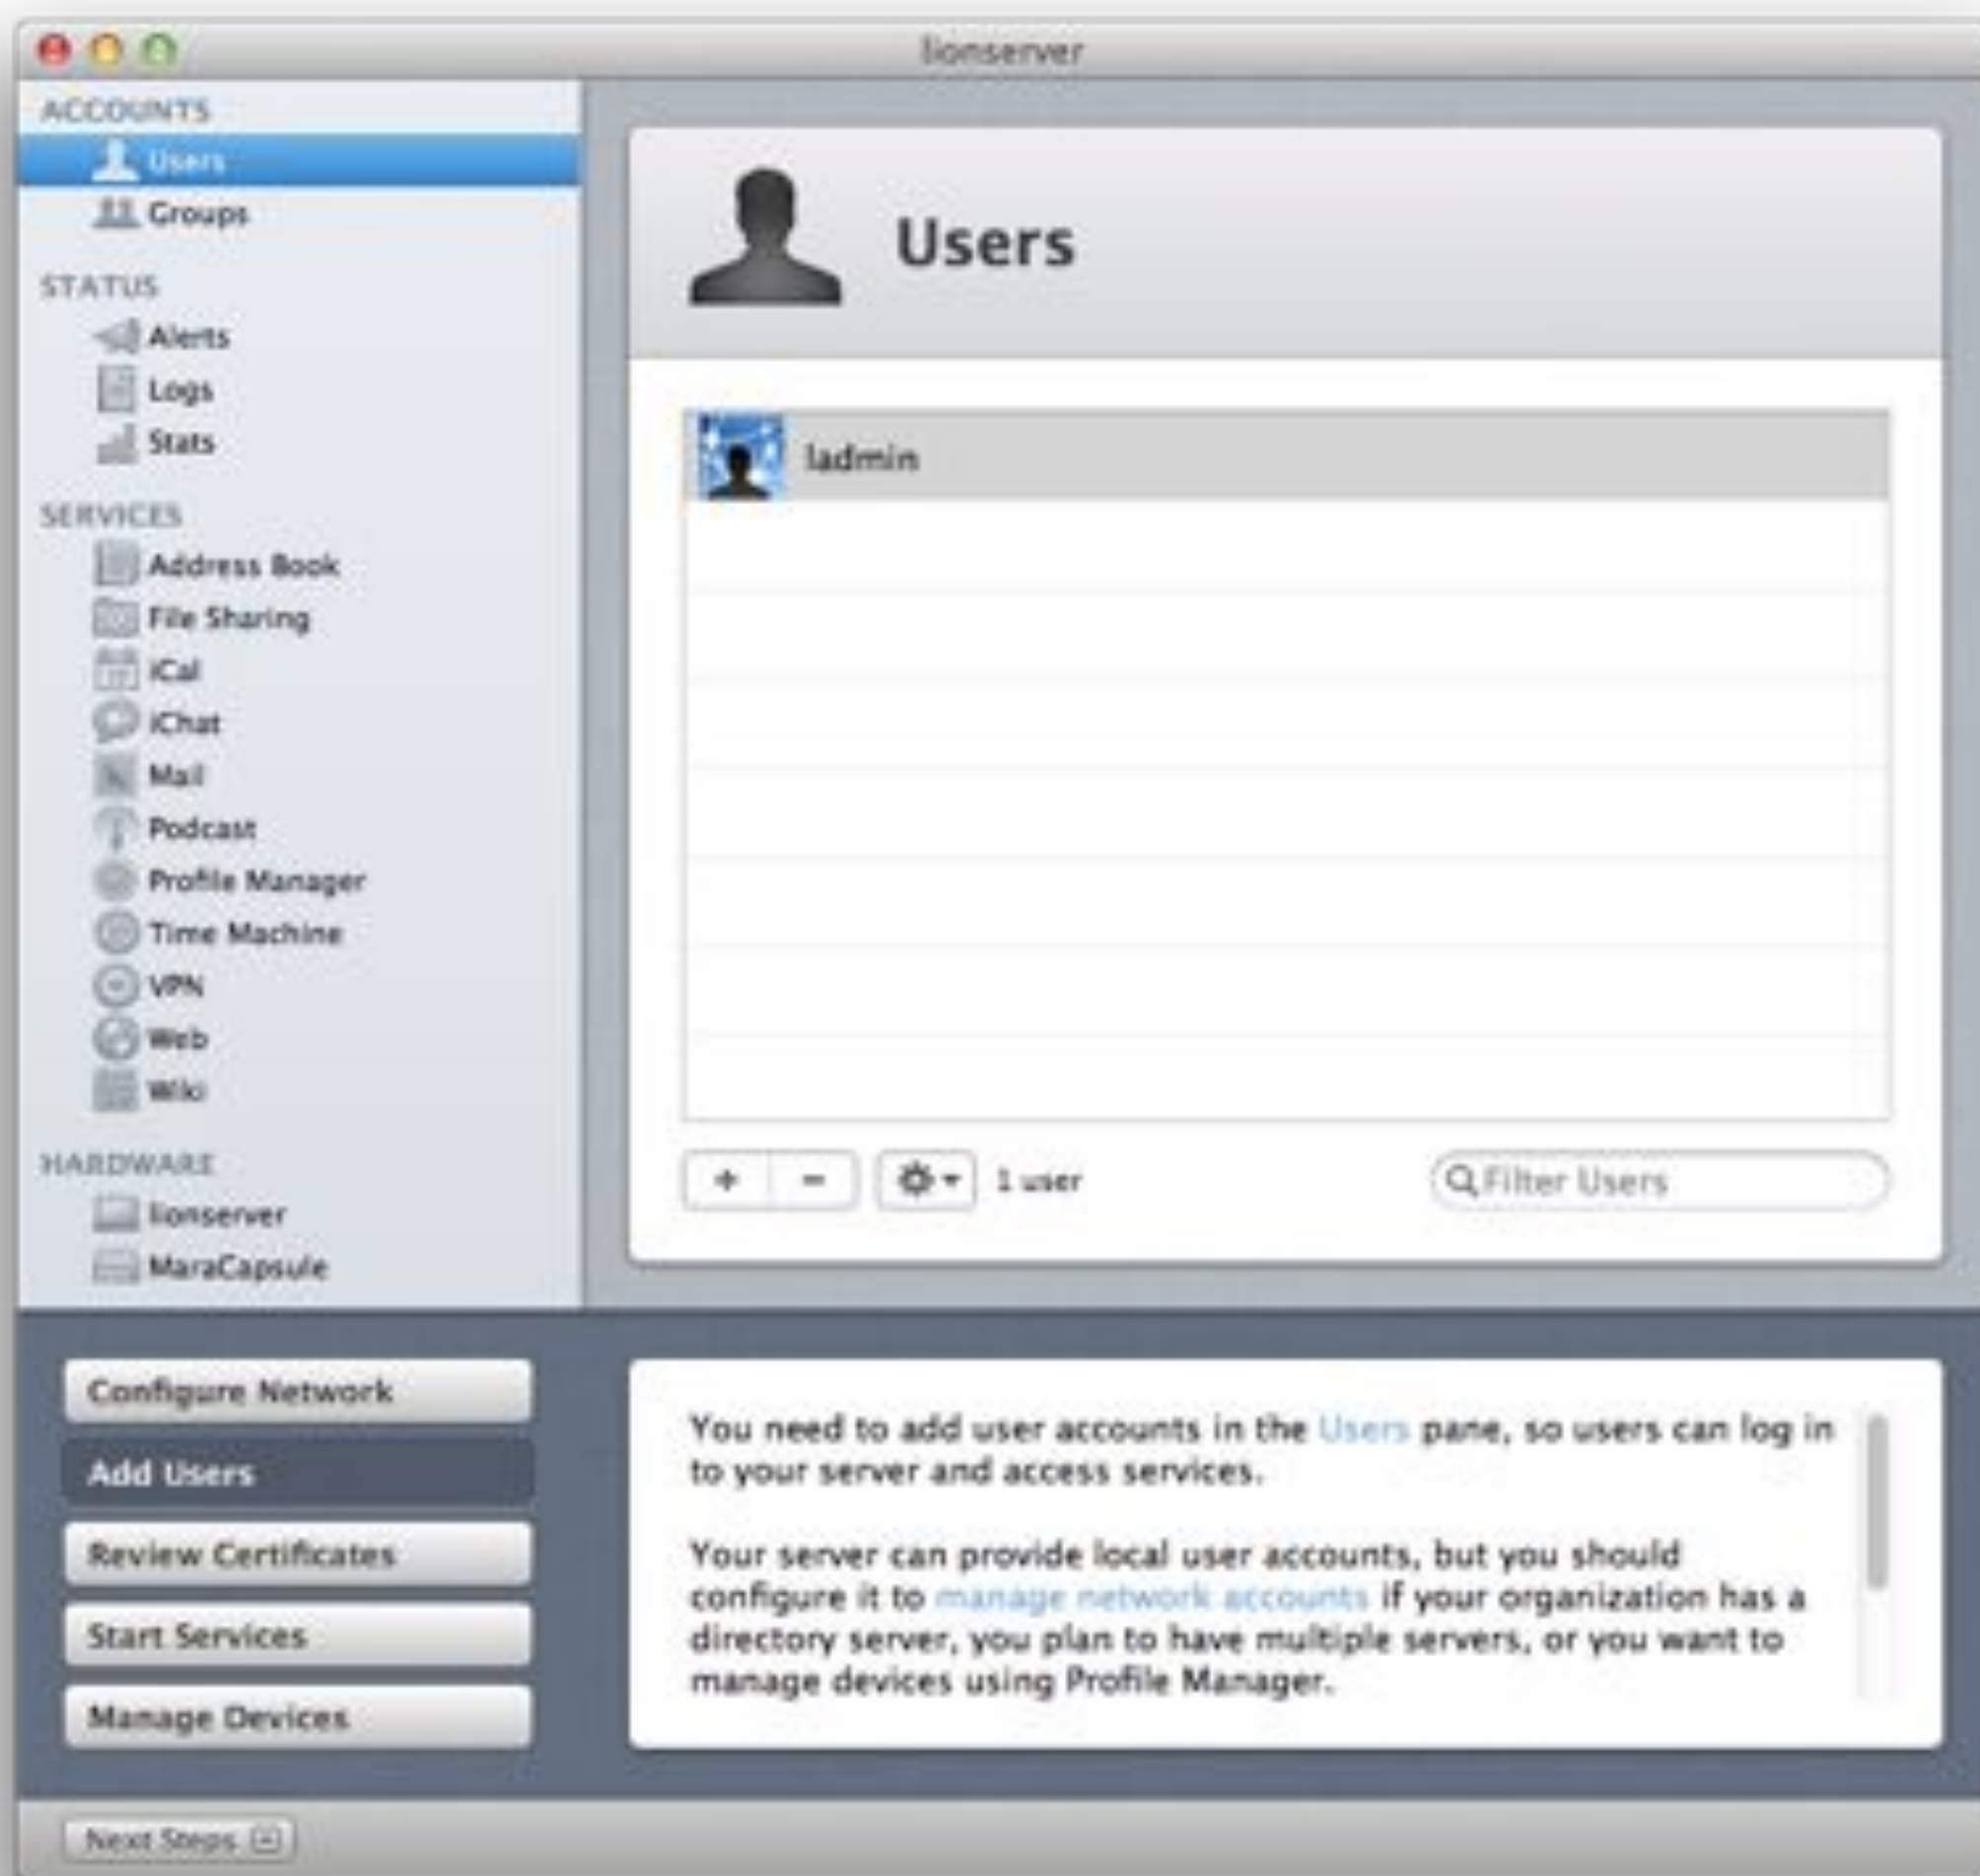 lionserver
ACCOUNTS
Users
Groups
STATUS
Alerts
Logs
Stats
SERVICES
Address Book
File Sharing
iCal
iChat
Mail
Podcast
Profile Manager
Time Machine
VPN
Web
Wiki
HARDWARE
lionserver
MaraCapsule
Users
ladmin
+ −
1 user
Filter Users
Configure Network
Add Users
Review Certificates
Start Services
Manage Devices
You need to add user accounts in the Users pane, so users can log in
to your server and access services.
Your server can provide local user accounts, but you should
configure it to manage network accounts if your organization has a
directory server, you plan to have multiple servers, or you want to
manage devices using Profile Manager.
Next Steps